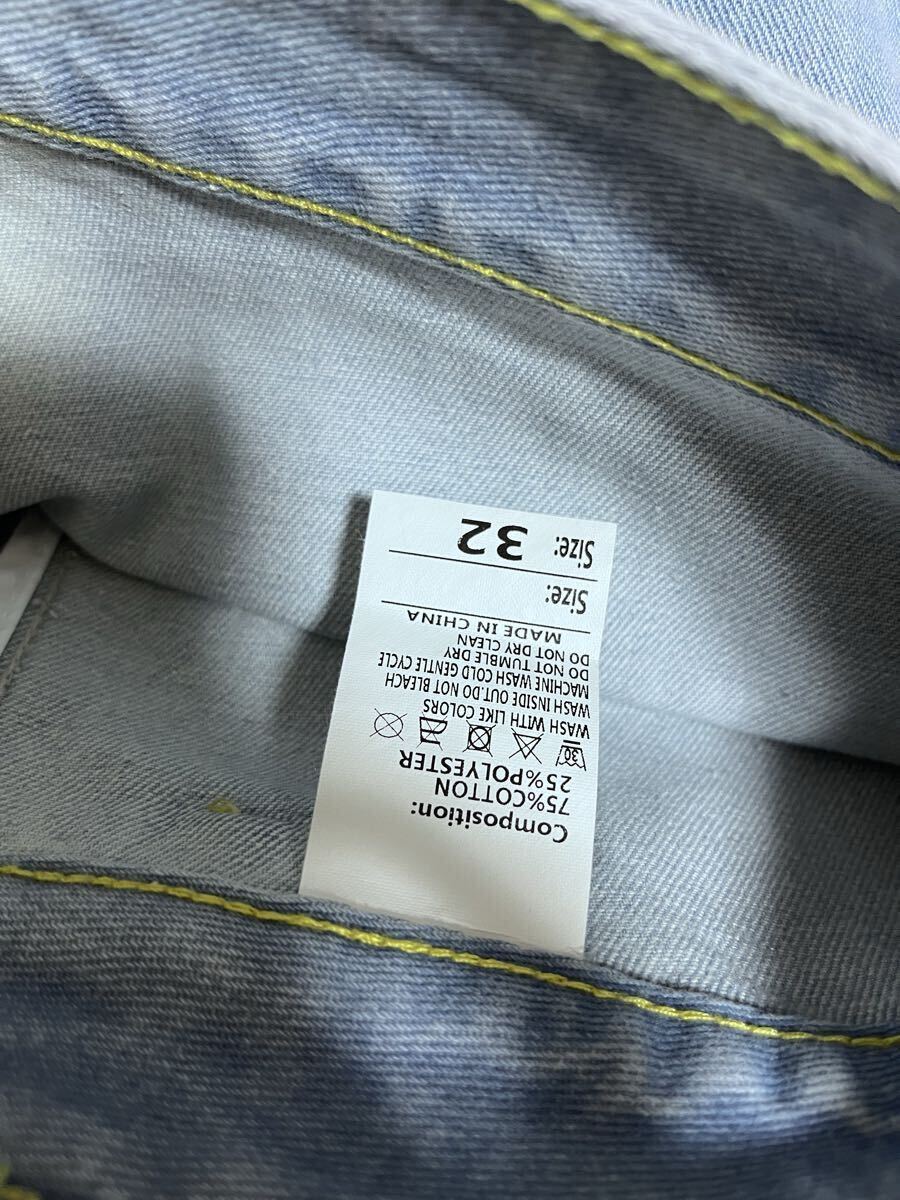 Composition:
75%COTTON
25%POLYESTER
30
WASH WITH LIKE COLORS
WASH INSIDE OUT.DO NOT BLEACH
MACHINE WASH COLD GENTLE CYCLE
DO NOT TUMBLE DRY
DO NOT DRY CLEAN
MADE IN CHINA
Size:
Size: 32